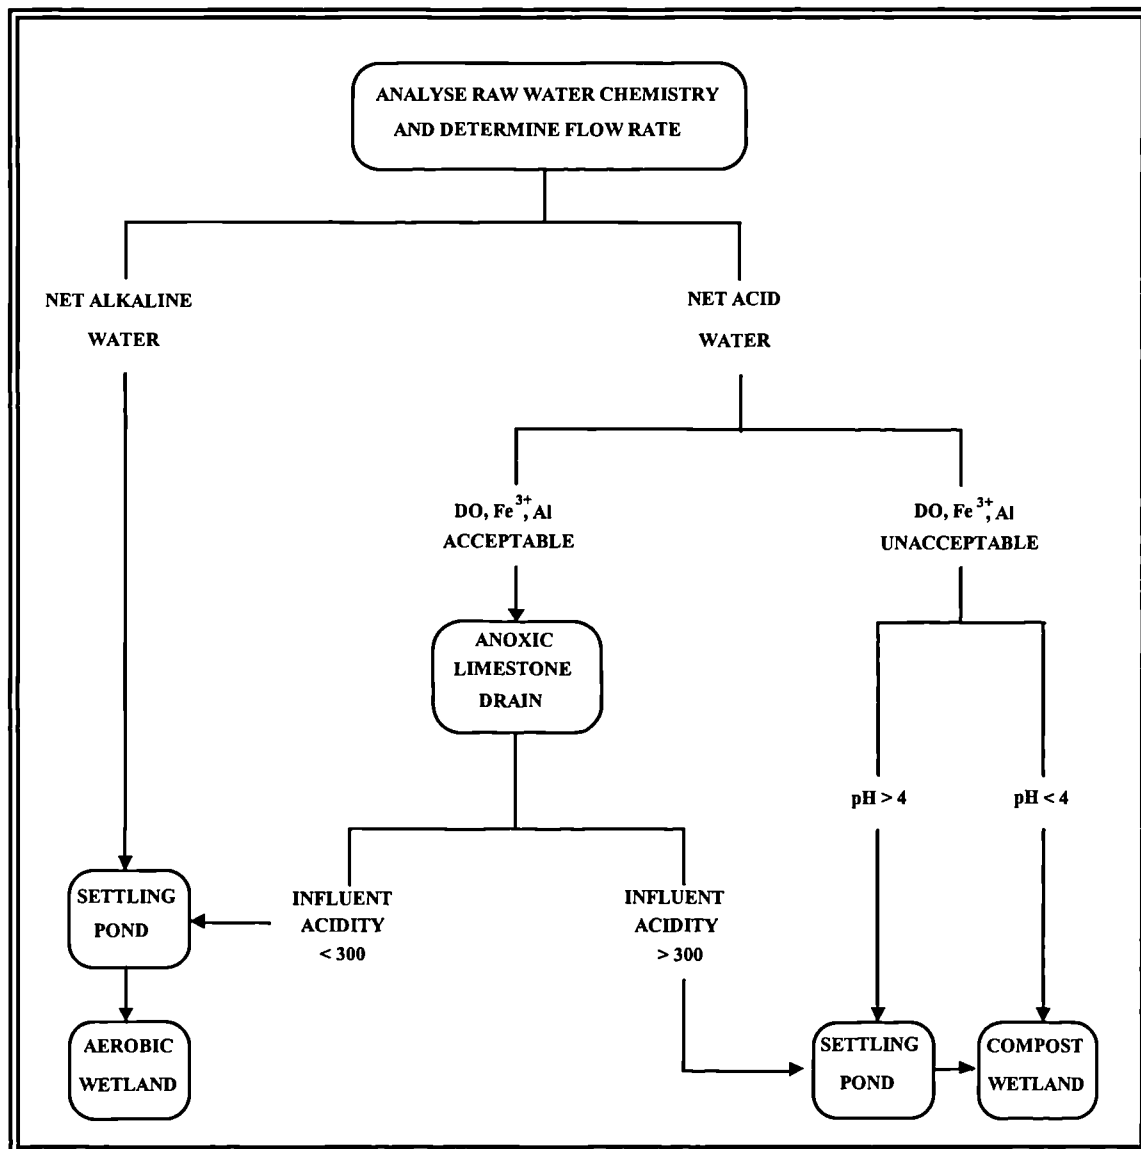 ANALYSE RAW WATER CHEMISTRY
AND DETERMINE FLOW RATE
NET ALKALINE
WATER
NET ACID
WATER
DO, Fe³⁺, Al
ACCEPTABLE
DO, Fe³⁺, Al
UNACCEPTABLE
ANOXIC
LIMESTONE
DRAIN
pH > 4
pH < 4
SETTLING
POND
INFLUENT
ACIDITY
< 300
INFLUENT
ACIDITY
> 300
AEROBIC
WETLAND
SETTLING
POND
COMPOST
WETLAND